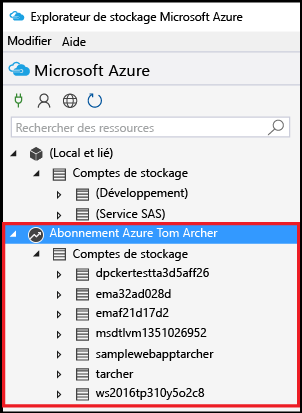 Explorateur de stockage Microsoft Azure
Modifier Aide
Microsoft Azure
Rechercher des ressources
(Local et lié)
Comptes de stockage
(Développement)
(Service SAS)
Abonnement Azure Tom Archer
Comptes de stockage
dpckertestta3d5aff26
ema32ad028d
emaf21d17d2
msdtlvm1351026952
samplewebapptarcher
tarcher
ws2016tp310y5o2c8